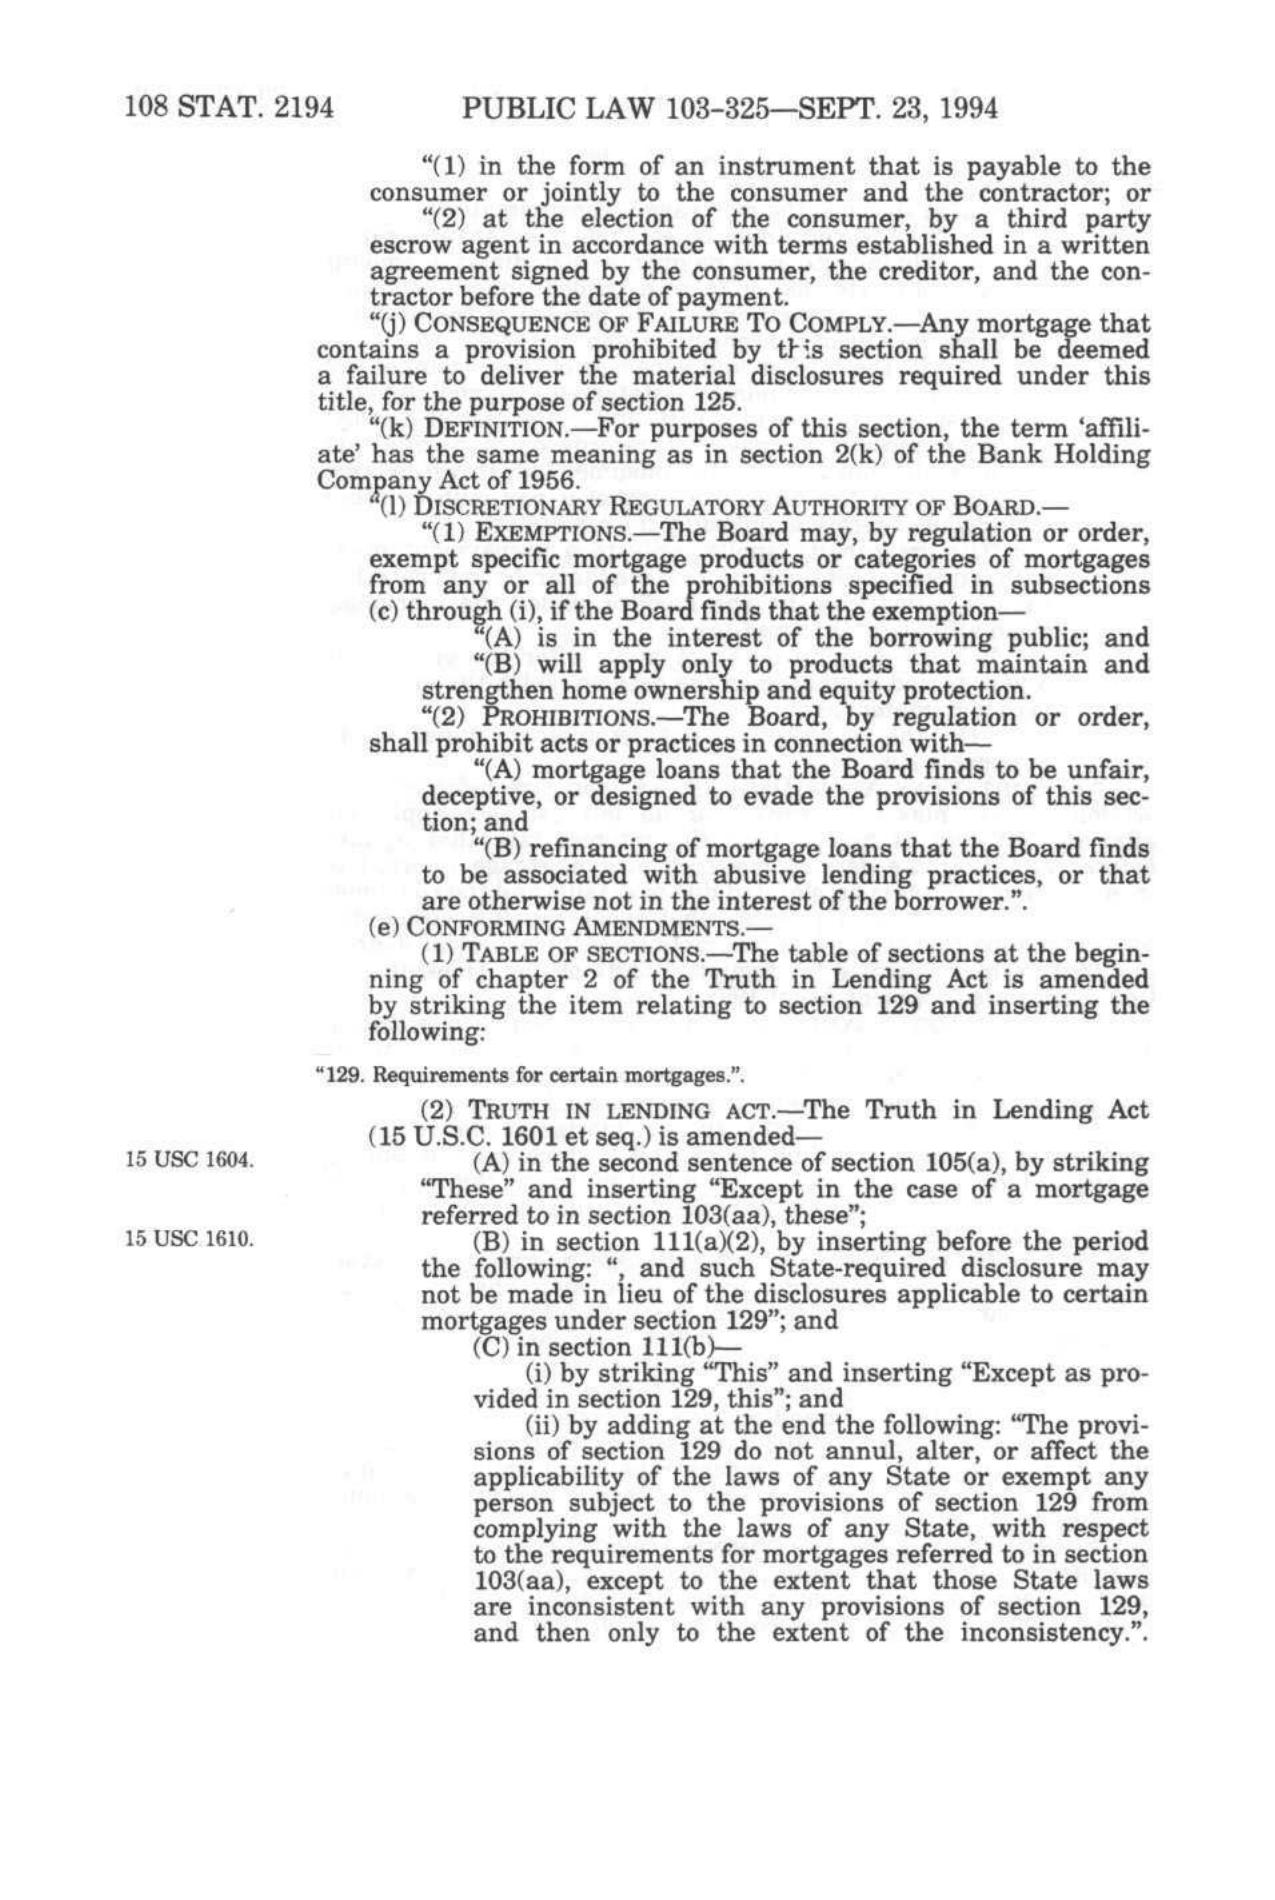 108 STAT. 2194 PUBLIC LAW 103–325—SEPT. 23, 1994
“(1) in the form of an instrument that is payable to the
consumer or jointly to the consumer and the contractor; or
“(2) at the election of the consumer, by a third party
escrow agent in accordance with terms established in a written
agreement signed by the consumer, the creditor, and the con-
tractor before the date of payment.
“(j) CONSEQUENCE OF FAILURE TO COMPLY.—Any mortgage that
contains a provision prohibited by this section shall be deemed
a failure to deliver the material disclosures required under this
title, for the purpose of section 125.
“(k) DEFINITION.—For purposes of this section, the term ‘affili-
ate’ has the same meaning as in section 2(k) of the Bank Holding
Company Act of 1956.
“(l) DISCRETIONARY REGULATORY AUTHORITY OF BOARD.—
“(1) EXEMPTIONS.—The Board may, by regulation or order,
exempt specific mortgage products or categories of mortgages
from any or all of the prohibitions specified in subsections
(c) through (i), if the Board finds that the exemption—
“(A) is in the interest of the borrowing public; and
“(B) will apply only to products that maintain and
strengthen home ownership and equity protection.
“(2) PROHIBITIONS.—The Board, by regulation or order,
shall prohibit acts or practices in connection with—
“(A) mortgage loans that the Board finds to be unfair,
deceptive, or designed to evade the provisions of this sec-
tion; and
“(B) refinancing of mortgage loans that the Board finds
to be associated with abusive lending practices, or that
are otherwise not in the interest of the borrower.”.
(e) CONFORMING AMENDMENTS.—
(1) TABLE OF SECTIONS.—The table of sections at the begin-
ning of chapter 2 of the Truth in Lending Act is amended
by striking the item relating to section 129 and inserting the
following:
“129. Requirements for certain mortgages.”.
(2) TRUTH IN LENDING ACT.—The Truth in Lending Act
(15 U.S.C. 1601 et seq.) is amended—
15 USC 1604. (A) in the second sentence of section 105(a), by striking
“These” and inserting “Except in the case of a mortgage
referred to in section 103(aa), these”;
15 USC 1610. (B) in section 111(a)(2), by inserting before the period
the following: “, and such State-required disclosure may
not be made in lieu of the disclosures applicable to certain
mortgages under section 129”; and
(C) in section 111(b)—
(i) by striking “This” and inserting “Except as pro-
vided in section 129, this”; and
(ii) by adding at the end the following: “The provi-
sions of section 129 do not annul, alter, or affect the
applicability of the laws of any State or exempt any
person subject to the provisions of section 129 from
complying with the laws of any State, with respect
to the requirements for mortgages referred to in section
103(aa), except to the extent that those State laws
are inconsistent with any provisions of section 129,
and then only to the extent of the inconsistency.”.